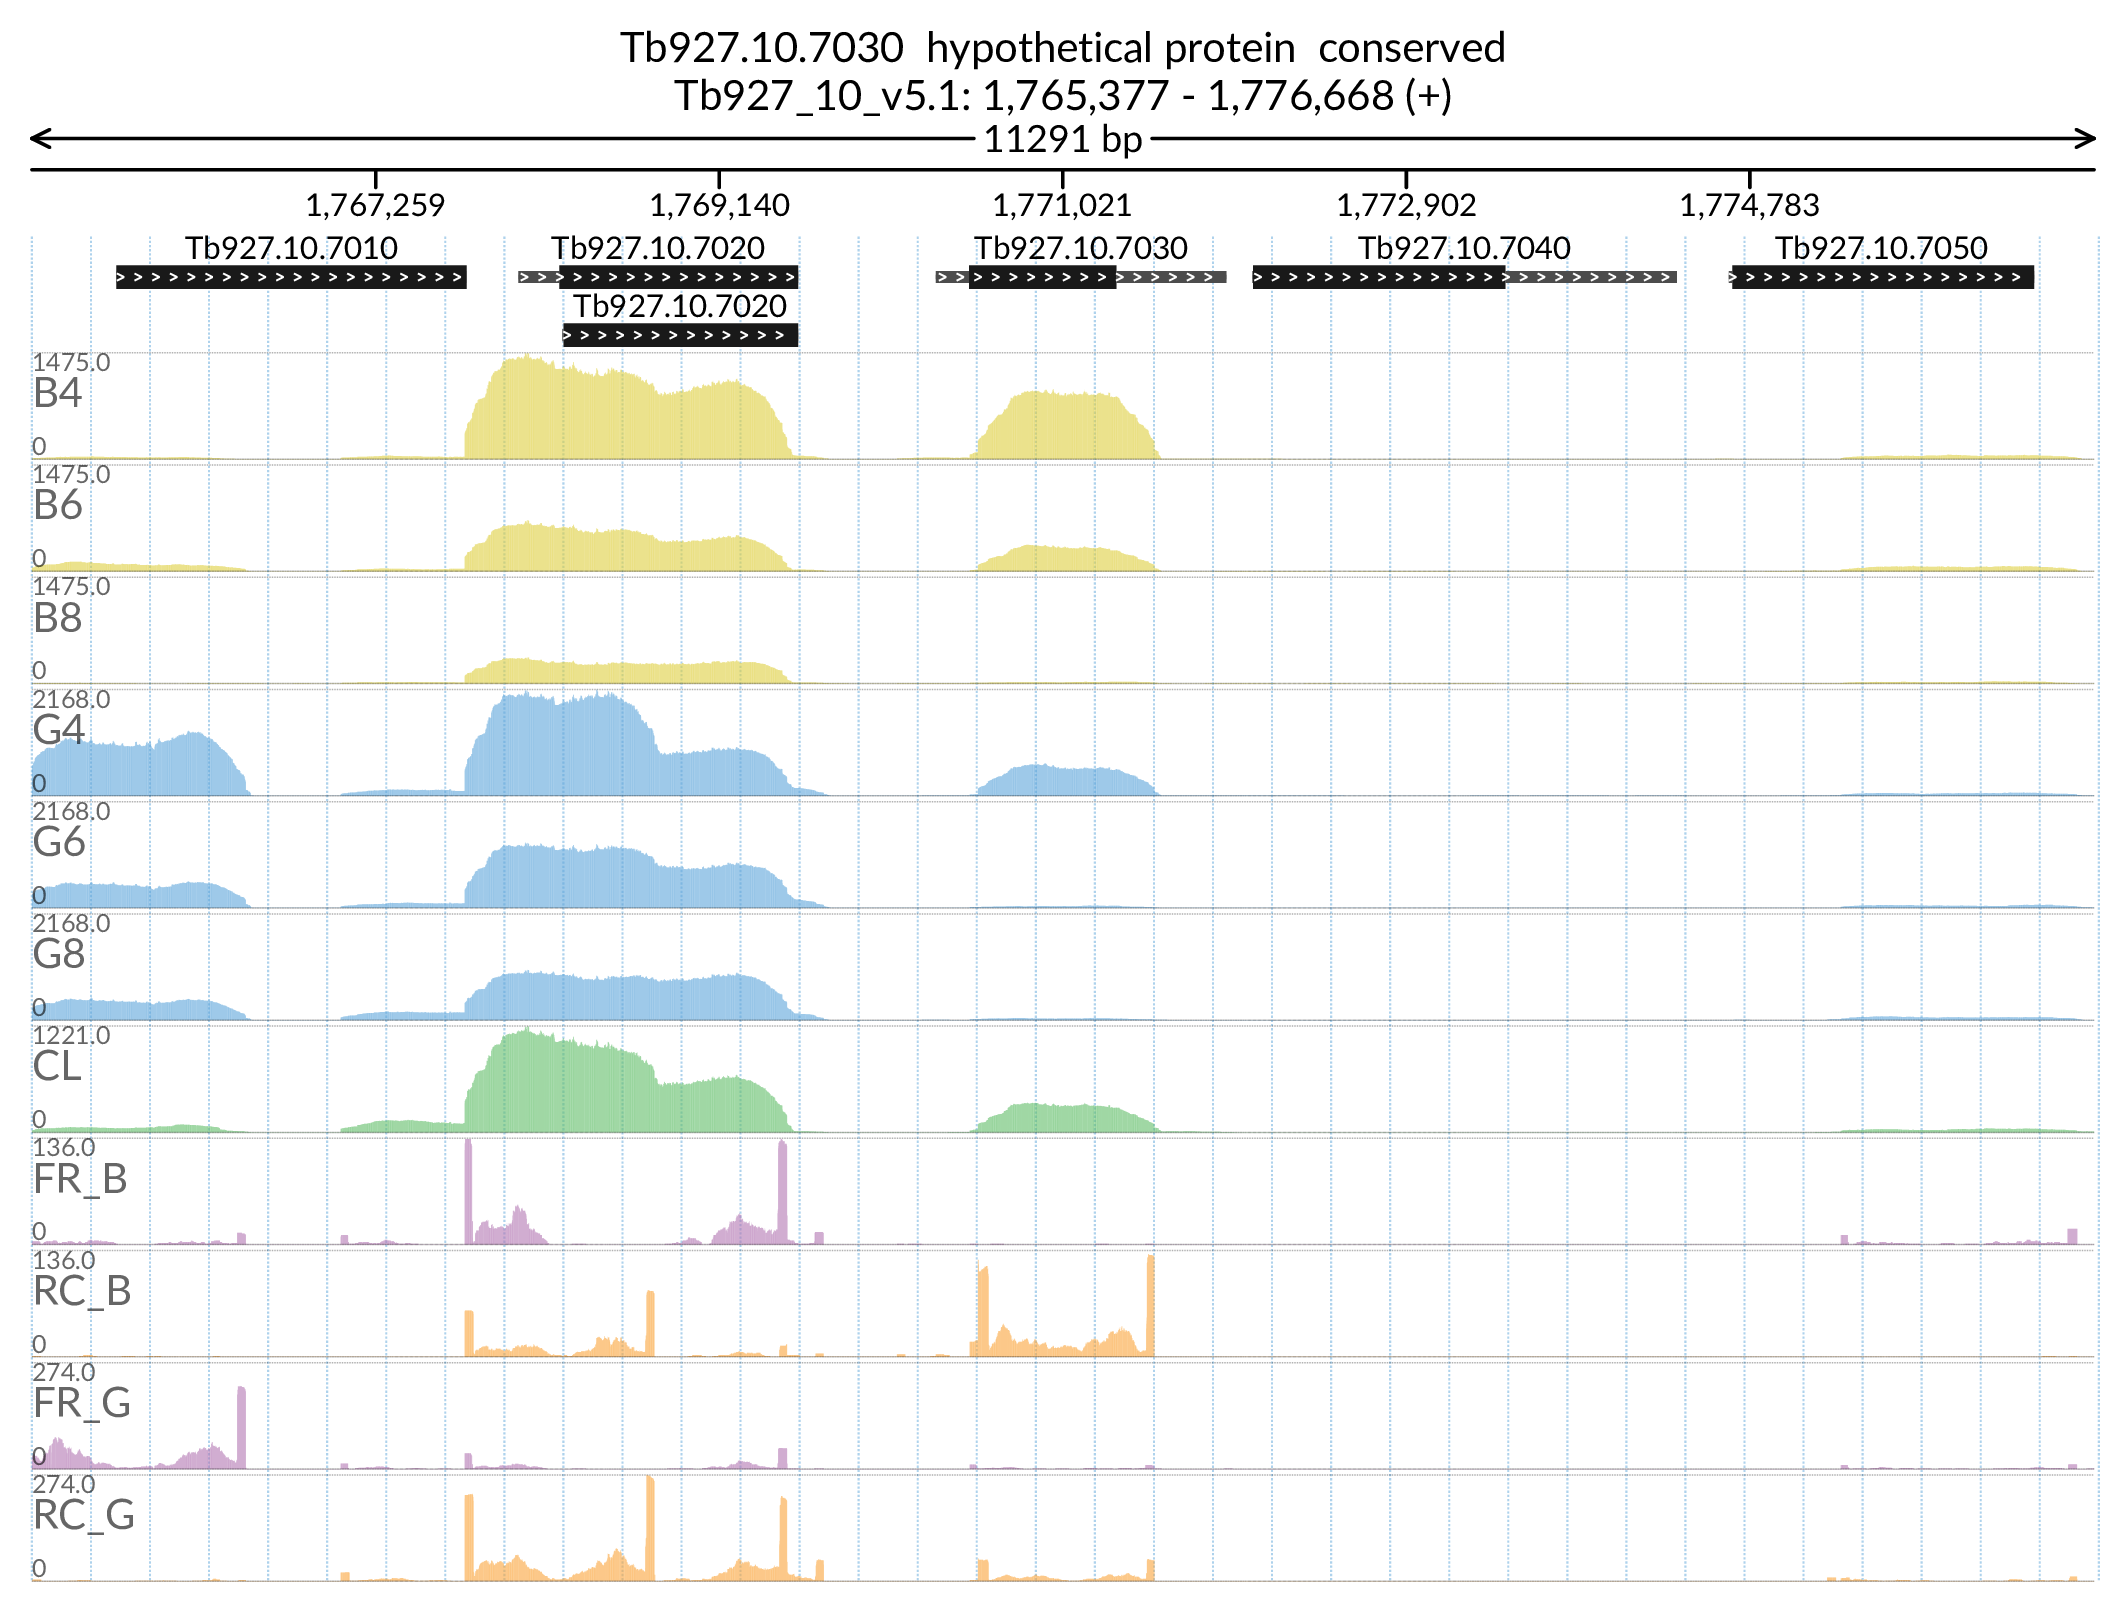 Tb927.10.7030 hypothetical protein conserved
Tb927_10_v5.1: 1,765,377 - 1,776,668 (+)
11291 bp
1,767,259 1,769,140 1,771,021 1,772,902 1,774,783
Tb927.10.7010 Tb927.10.7020 Tb927.10.7030 Tb927.10.7040 Tb927.10.7050
Tb927.10.7020
1475.0
B4
0
1475.0
B6
0
1475.0
B8
0
2168.0
G4
0
2168.0
G6
0
2168.0
G8
0
1221.0
CL
0
136.0
FR_B
0
136.0
RC_B
0
274.0
FR_G
0
274.0
RC_G
0